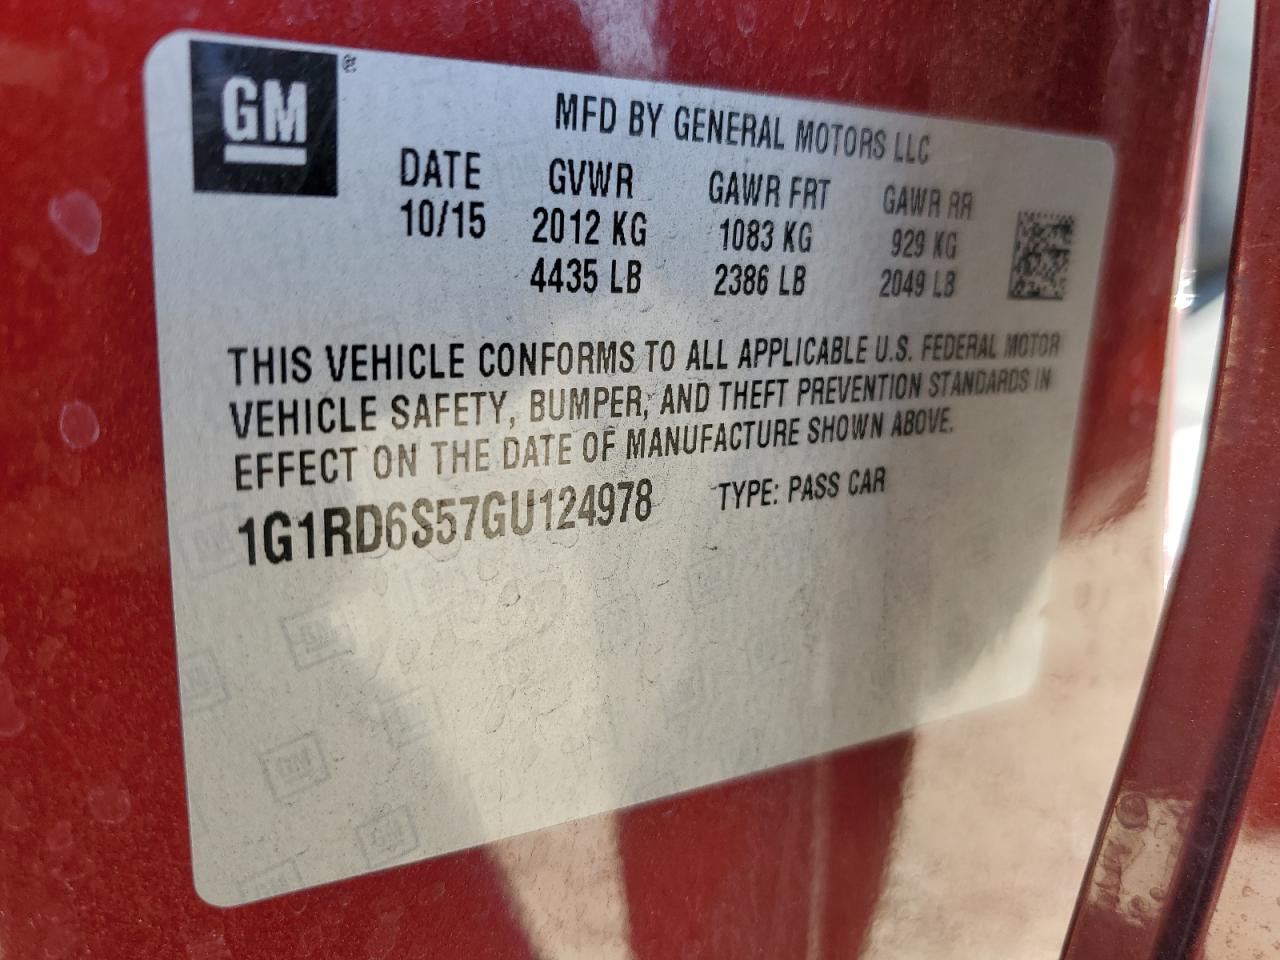 GM ®
MFD BY GENERAL MOTORS LLC
DATE GVWR GAWR FRT GAWR RR
10/15 2012 KG 1083 KG 929 KG
4435 LB 2386 LB 2049 LB
THIS VEHICLE CONFORMS TO ALL APPLICABLE U.S. FEDERAL MOTOR
VEHICLE SAFETY, BUMPER, AND THEFT PREVENTION STANDARDS IN
EFFECT ON THE DATE OF MANUFACTURE SHOWN ABOVE.
1G1RD6S57GU124978 TYPE: PASS CAR